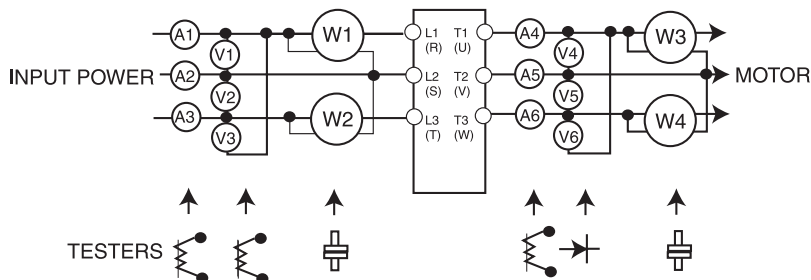 A1 W1 L1 T1 A4 W3
V1 (R) (U) V4
INPUT POWER A2 L2 T2 A5 MOTOR
V2 (S) (V) V5
A3 W2 L3 T3 A6 W4
V3 (T) (W) V6
TESTERS